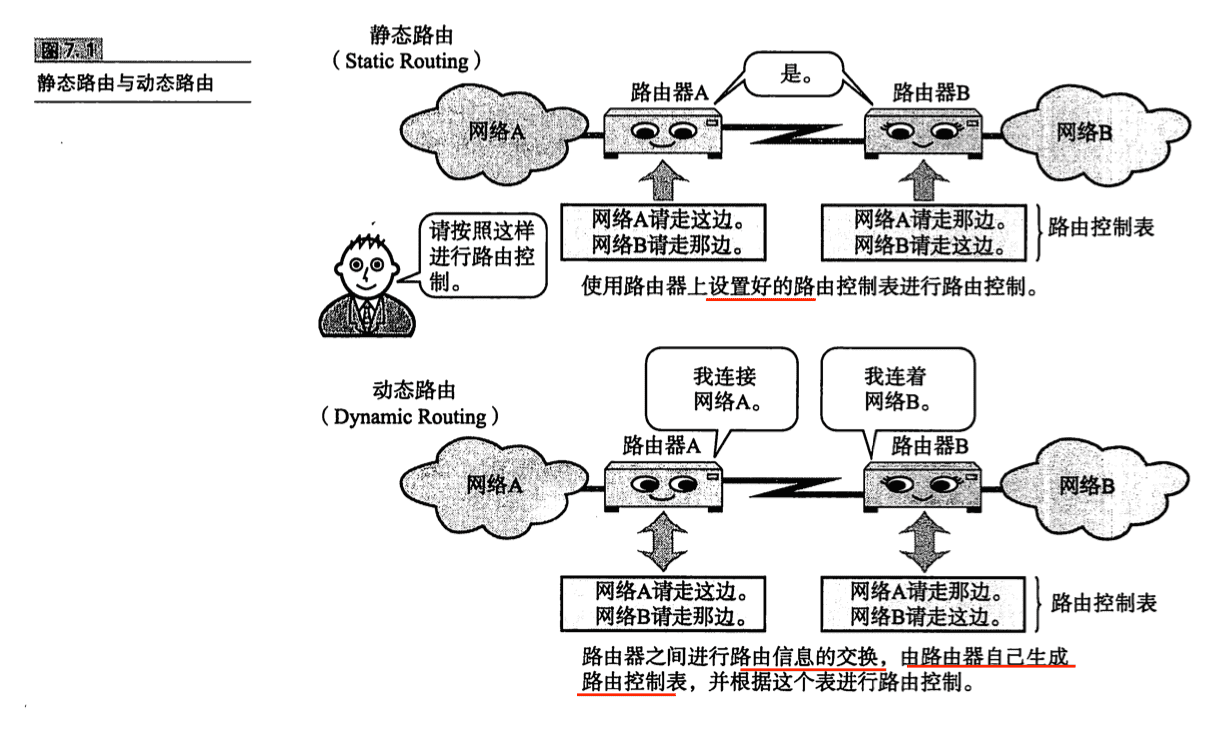 图7.1
静态路由与动态路由
静态路由
（Static Routing）
是。
路由器A
路由器B
网络A
网络B
网络A请走这边。
网络B请走那边。
网络A请走那边。
网络B请走这边。
路由控制表
请按照这样
进行路由控
制。
使用路由器上设置好的路由控制表进行路由控制。
动态路由
（Dynamic Routing）
我连接
网络A。
我连着
网络B。
路由器A
路由器B
网络A
网络B
网络A请走这边。
网络B请走那边。
网络A请走那边。
网络B请走这边。
路由控制表
路由器之间进行路由信息的交换，由路由器自己生成
路由控制表，并根据这个表进行路由控制。